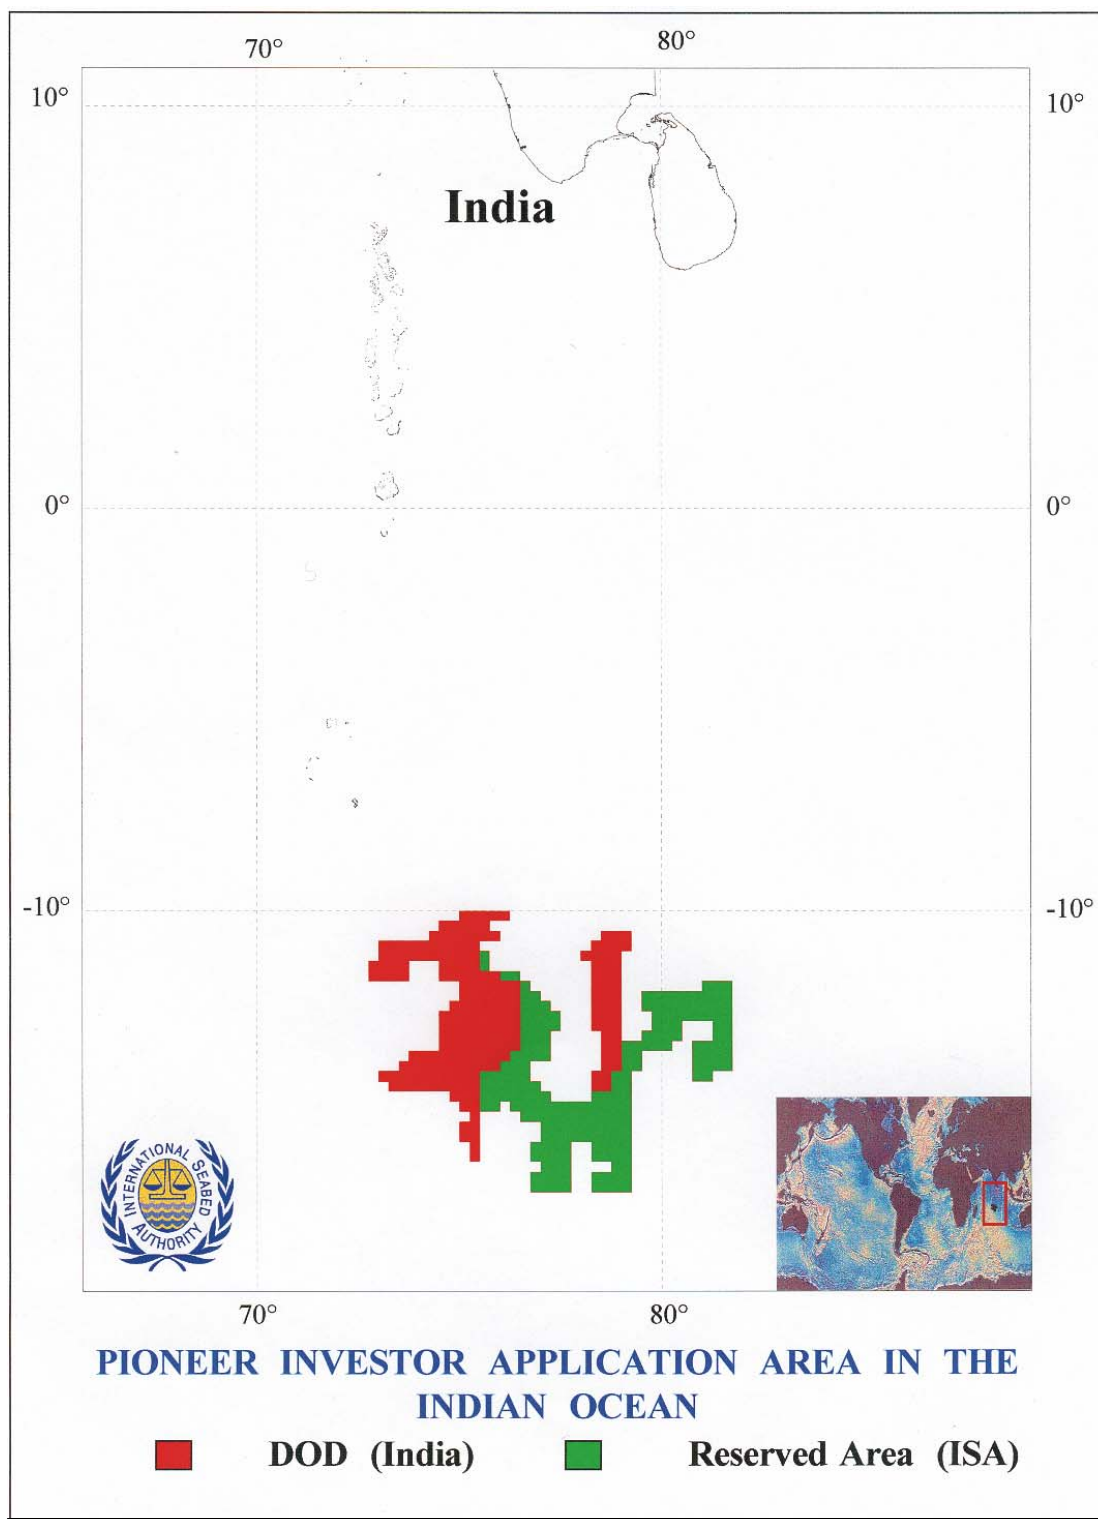 70° 80°
10° 10°
India
0° 0°
-10° -10°
INTERNATIONAL SEABED
AUTHORITY
70° 80°
PIONEER INVESTOR APPLICATION AREA IN THE
INDIAN OCEAN
DOD (India) Reserved Area (ISA)